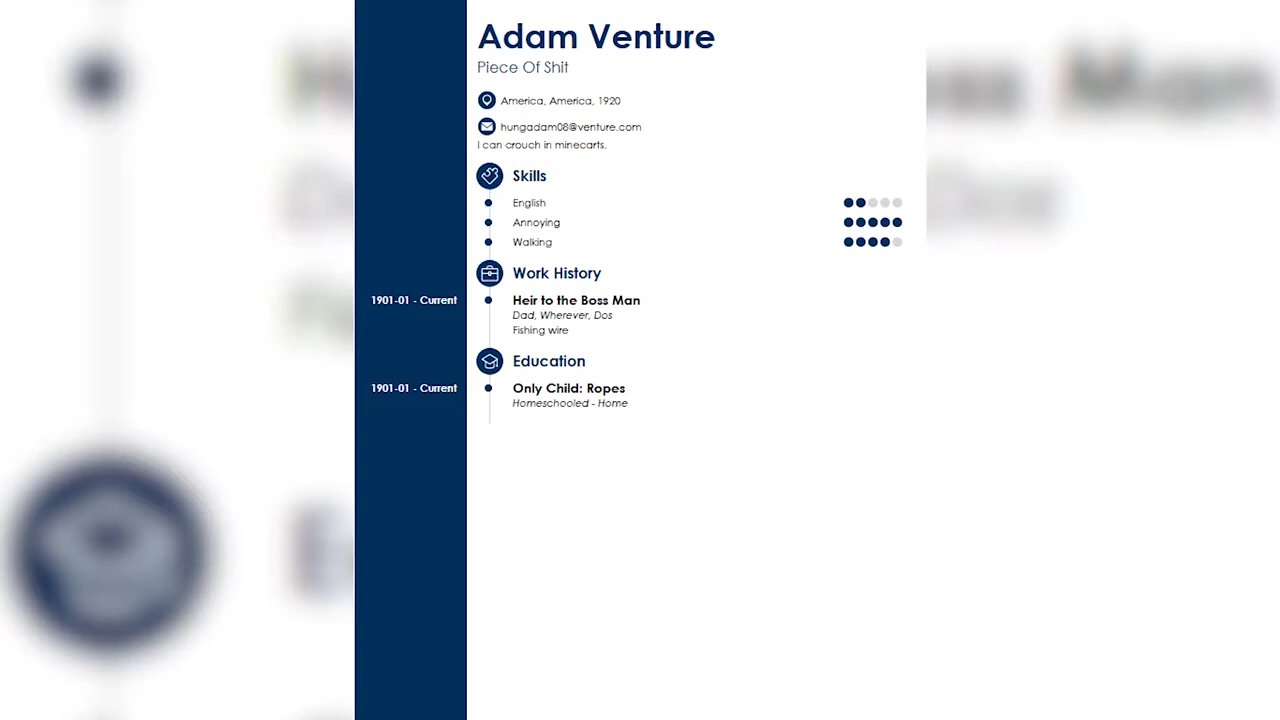 Adam Venture
Piece Of Shit
America, America, 1920
hungadam08@venture.com
I can crouch in minecarts.
Skills
English
Annoying
Walking
Work History
1901-01 - Current
Heir to the Boss Man
Dad, Wherever, Dos
Fishing wire
Education
1901-01 - Current
Only Child: Ropes
Homeschooled - Home